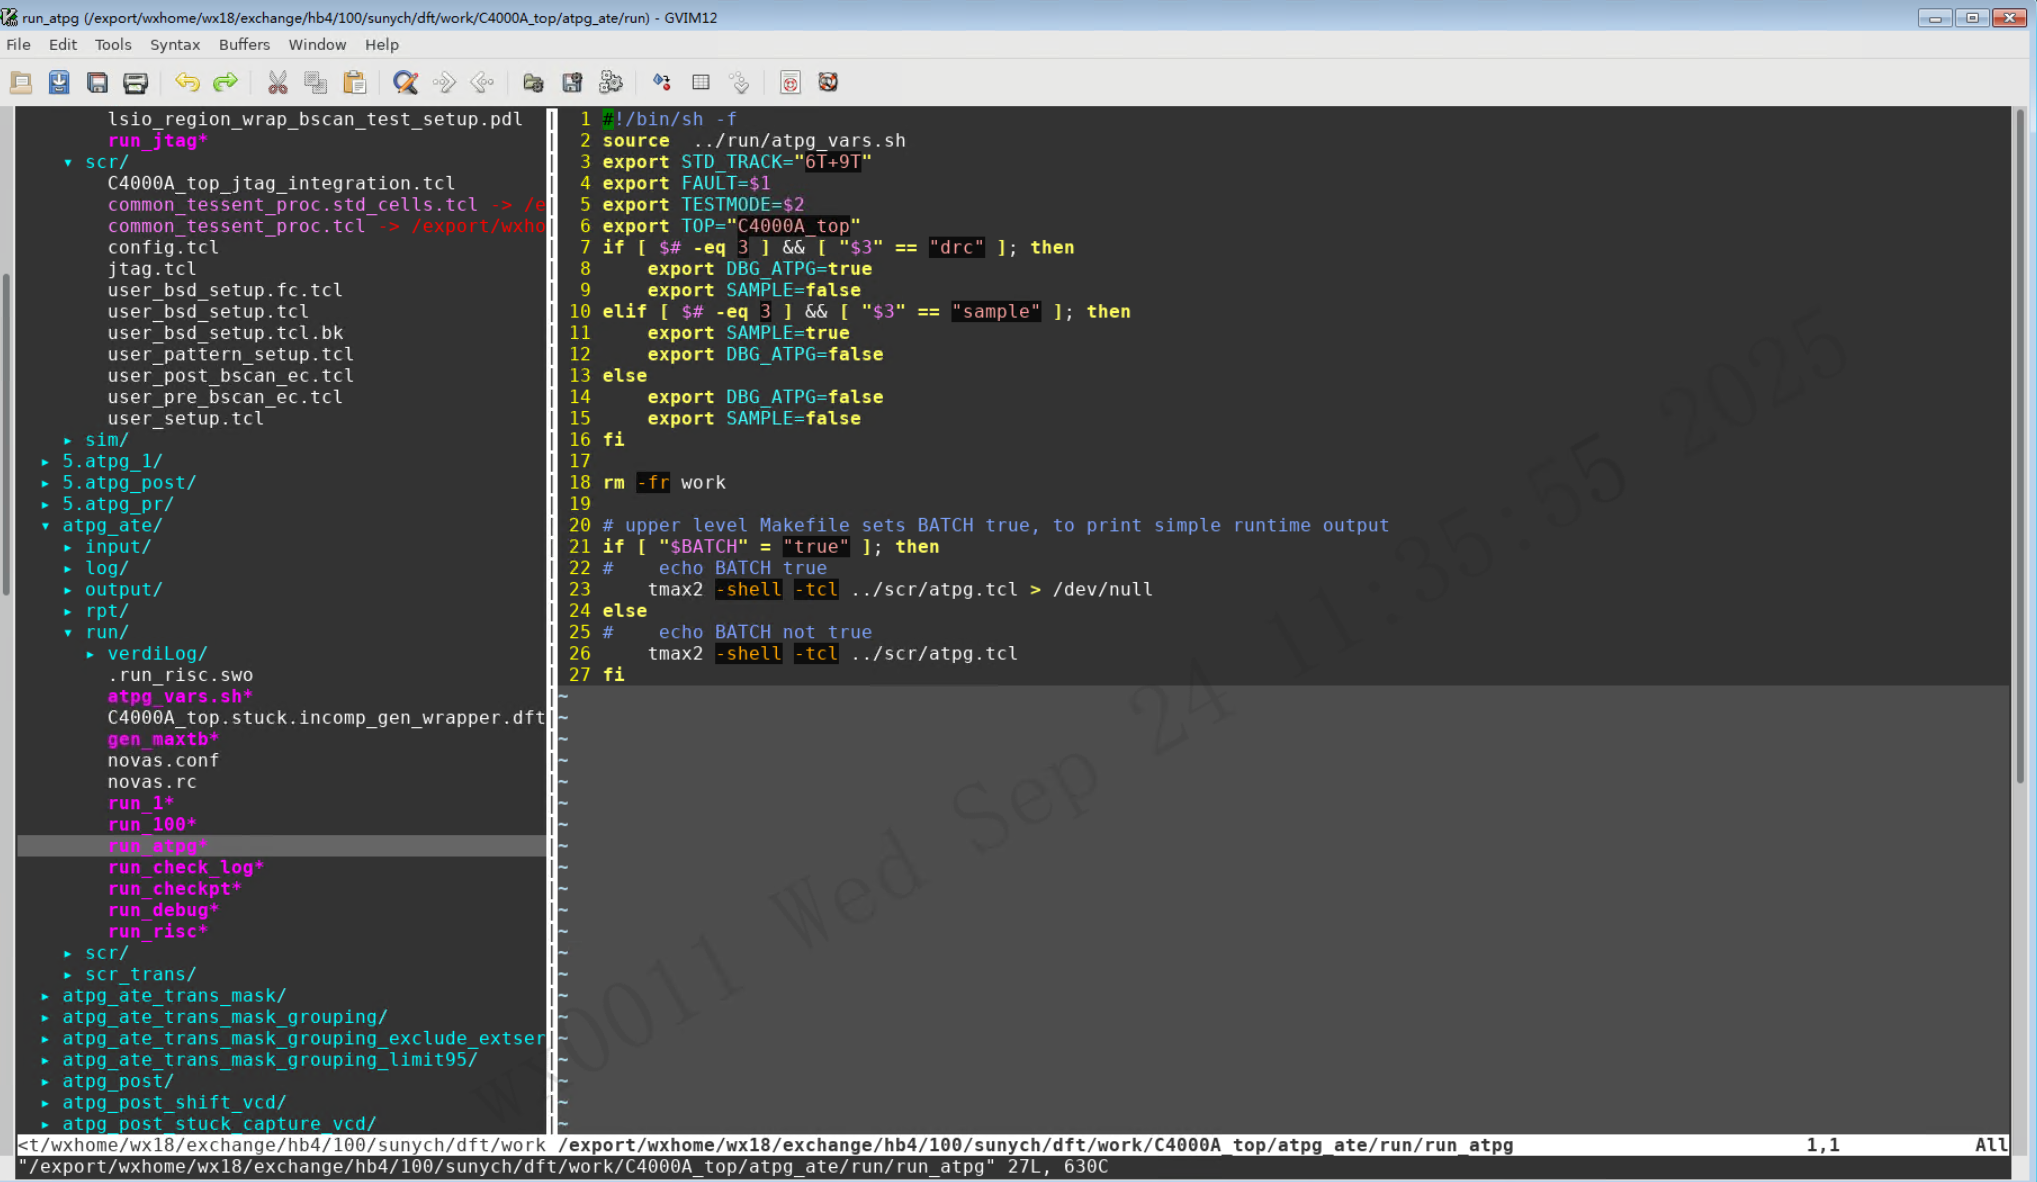 run_atpg (/export/wxhome/wx18/exchange/hb4/100/sunych/dft/work/C4000A_top/atpg_ate/run) - GVIM12
File Edit Tools Syntax Buffers Window Help
lsio_region_wrap_bscan_test_setup.pdl
run_jtag*
▾ scr/
C4000A_top_jtag_integration.tcl
common_tessent_proc.std_cells.tcl -> /e
common_tessent_proc.tcl -> /export/wxho
config.tcl
jtag.tcl
user_bsd_setup.fc.tcl
user_bsd_setup.tcl
user_bsd_setup.tcl.bk
user_pattern_setup.tcl
user_post_bscan_ec.tcl
user_pre_bscan_ec.tcl
user_setup.tcl
▸ sim/
▸ 5.atpg_1/
▸ 5.atpg_post/
▸ 5.atpg_pr/
▾ atpg_ate/
▸ input/
▸ log/
▸ output/
▸ rpt/
▾ run/
▸ verdiLog/
.run_risc.swo
atpg_vars.sh*
C4000A_top.stuck.incomp_gen_wrapper.dft
gen_maxtb*
novas.conf
novas.rc
run_1*
run_100*
run_atpg*
run_check_log*
run_checkpt*
run_debug*
run_risc*
▸ scr/
▸ scr_trans/
▸ atpg_ate_trans_mask/
▸ atpg_ate_trans_mask_grouping/
▸ atpg_ate_trans_mask_grouping_exclude_extser
▸ atpg_ate_trans_mask_grouping_limit95/
▸ atpg_post/
▸ atpg_post_shift_vcd/
▸ atpg_post_stuck_capture_vcd/
1 #!/bin/sh -f
2 source  ../run/atpg_vars.sh
3 export STD_TRACK="6T+9T"
4 export FAULT=$1
5 export TESTMODE=$2
6 export TOP="C4000A_top"
7 if [ $# -eq 3 ] && [ "$3" == "drc" ]; then
8     export DBG_ATPG=true
9     export SAMPLE=false
10 elif [ $# -eq 3 ] && [ "$3" == "sample" ]; then
11     export SAMPLE=true
12     export DBG_ATPG=false
13 else
14     export DBG_ATPG=false
15     export SAMPLE=false
16 fi
17
18 rm -fr work
19
20 # upper level Makefile sets BATCH true, to print simple runtime output
21 if [ "$BATCH" = "true" ]; then
22 #    echo BATCH true
23     tmax2 -shell -tcl ../scr/atpg.tcl > /dev/null
24 else
25 #    echo BATCH not true
26     tmax2 -shell -tcl ../scr/atpg.tcl
27 fi
wx0011 Wed Sep 24 11:35:55 2025
<t/wxhome/wx18/exchange/hb4/100/sunych/dft/work /export/wxhome/wx18/exchange/hb4/100/sunych/dft/work/C4000A_top/atpg_ate/run/run_atpg 1,1 All
"/export/wxhome/wx18/exchange/hb4/100/sunych/dft/work/C4000A_top/atpg_ate/run/run_atpg" 27L, 630C